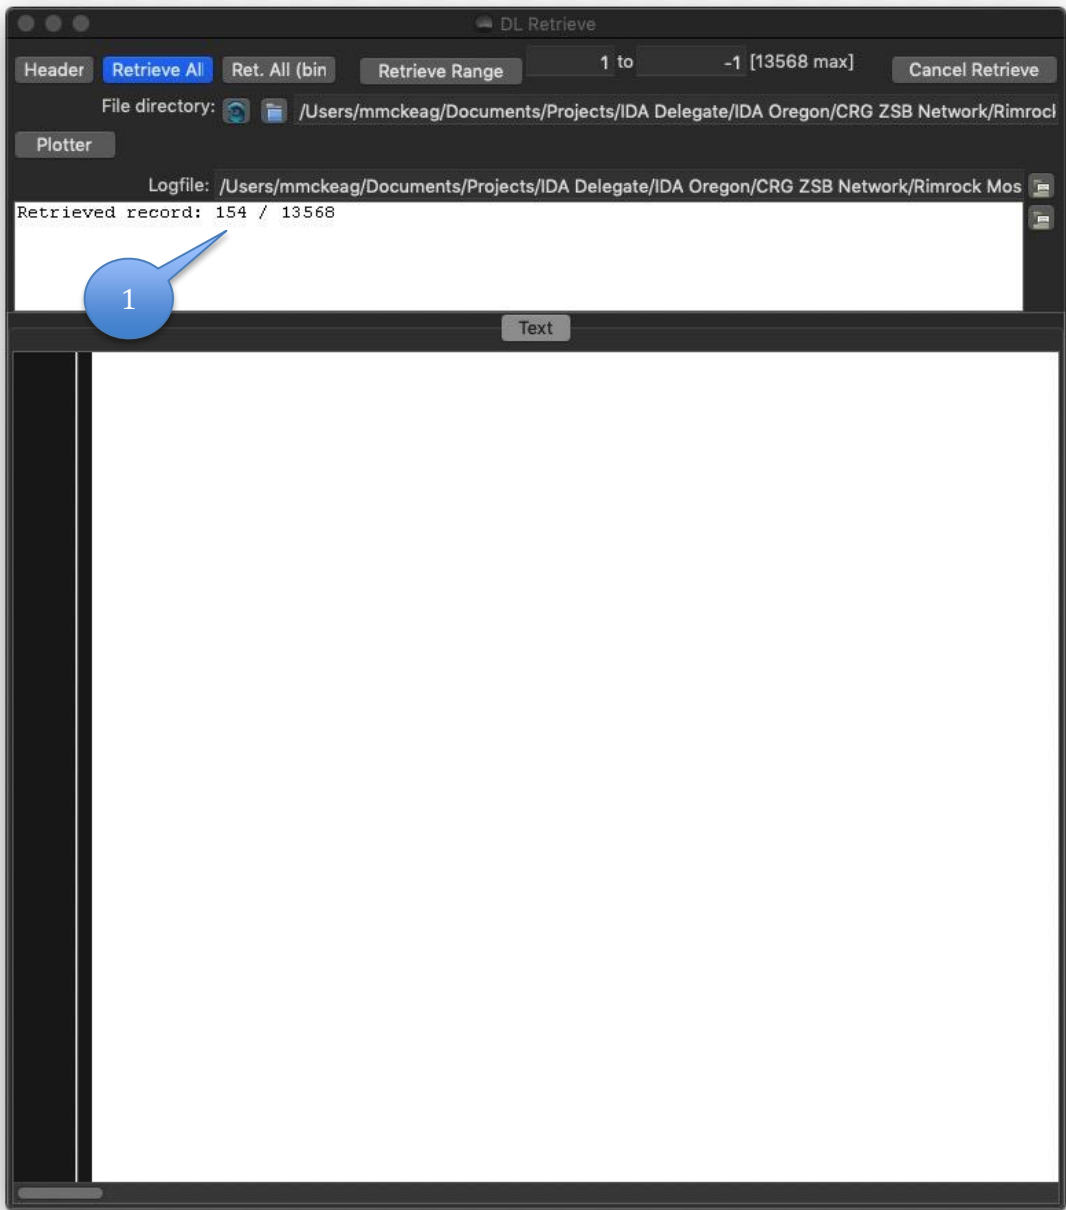 DL Retrieve
Header Retrieve Al Ret. All (bin Retrieve Range 1 to -1 [13568 max] Cancel Retrieve
File directory: /Users/mmckeag/Documents/Projects/IDA Delegate/IDA Oregon/CRG ZSB Network/Rimrock
Plotter
Logfile: /Users/mmckeag/Documents/Projects/IDA Delegate/IDA Oregon/CRG ZSB Network/Rimrock Mos
Retrieved record: 154 / 13568
1
Text